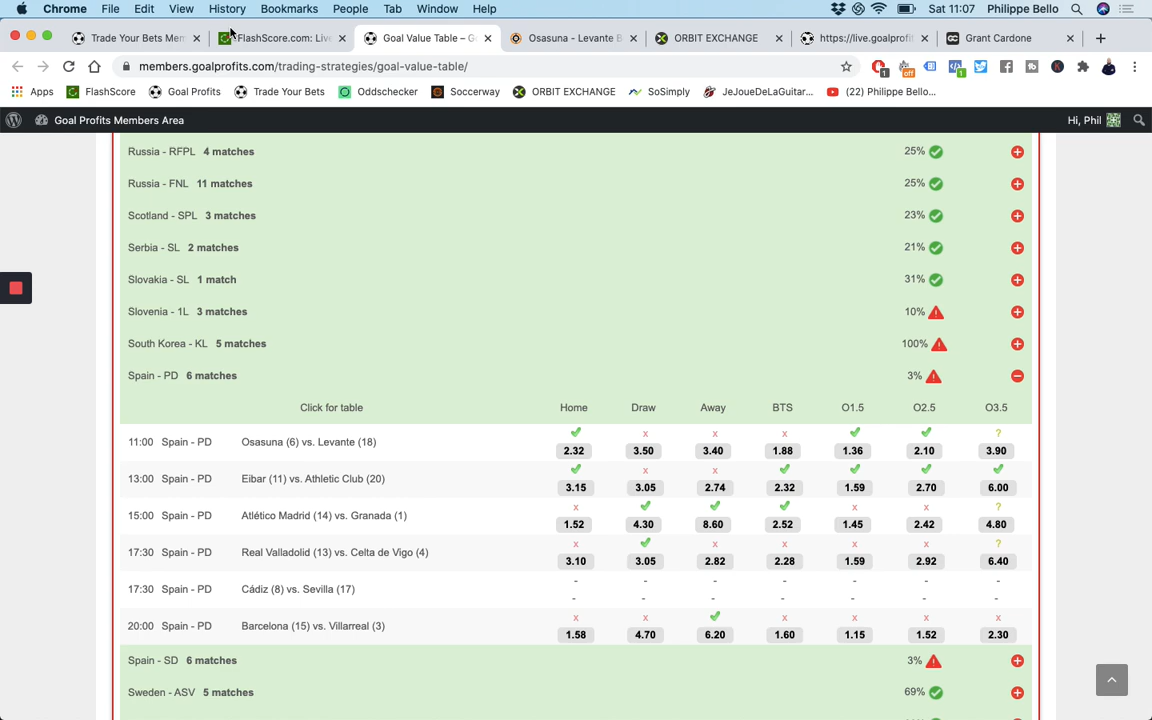 Chrome File Edit View History Bookmarks People Tab Window Help Sat 11:07 Philippe Bello
Trade Your Bets Mem FlashScore.com: Live Goal Value Table – G Osasuna - Levante B ORBIT EXCHANGE https://live.goalprofit Grant Cardone
members.goalprofits.com/trading-strategies/goal-value-table/
Apps FlashScore Goal Profits Trade Your Bets Oddschecker Soccerway ORBIT EXCHANGE SoSimply JeJoueDeLaGuitar... (22) Philippe Bello...
Goal Profits Members Area Hi, Phil
Russia - RFPL 4 matches 25%
Russia - FNL 11 matches 25%
Scotland - SPL 3 matches 23%
Serbia - SL 2 matches 21%
Slovakia - SL 1 match 31%
Slovenia - 1L 3 matches 10%
South Korea - KL 5 matches 100%
Spain - PD 6 matches 3%
Click for table Home Draw Away BTS O1.5 O2.5 O3.5
x x x ?
11:00 Spain - PD Osasuna (6) vs. Levante (18) 2.32 3.50 3.40 1.88 1.36 2.10 3.90
x x
13:00 Spain - PD Eibar (11) vs. Athletic Club (20) 3.15 3.05 2.74 2.32 1.59 2.70 6.00
x x x ?
15:00 Spain - PD Atlético Madrid (14) vs. Granada (1) 1.52 4.30 8.60 2.52 1.45 2.42 4.80
x x x x x ?
17:30 Spain - PD Real Valladolid (13) vs. Celta de Vigo (4) 3.10 3.05 2.82 2.28 1.59 2.92 6.40
- - - - - - -
17:30 Spain - PD Cádiz (8) vs. Sevilla (17) - - - - - - -
x x x x x x
20:00 Spain - PD Barcelona (15) vs. Villarreal (3) 1.58 4.70 6.20 1.60 1.15 1.52 2.30
Spain - SD 6 matches 3%
Sweden - ASV 5 matches 69%